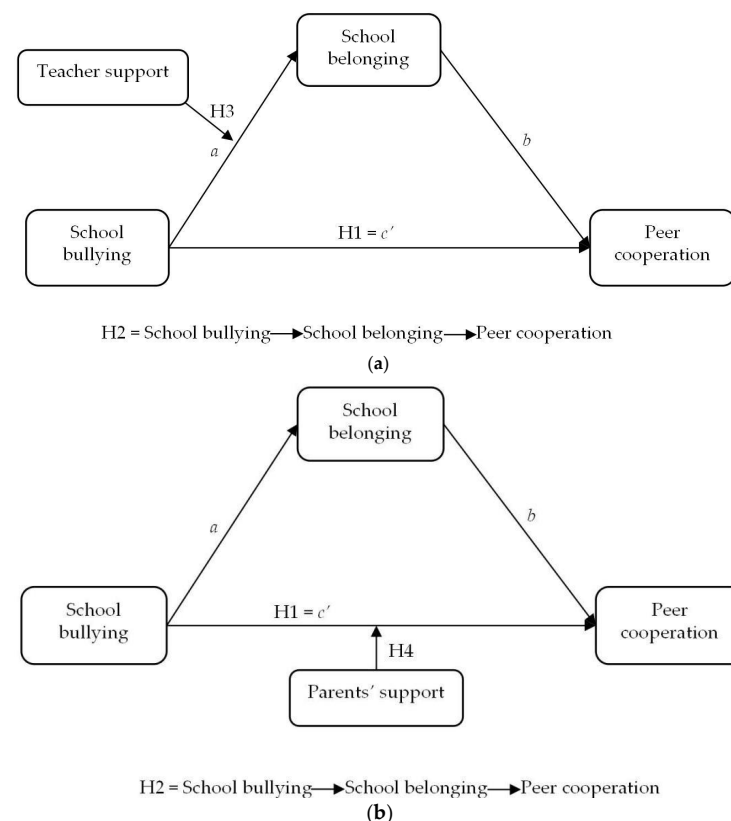 School
belonging
Teacher support
H3
a
b
School
bullying
H1 = c′
Peer
cooperation
H2 = School bullying School belonging Peer cooperation
(a)
School
belonging
a
b
School
bullying
H1 = c′
Peer
cooperation
H4
Parents’ support
H2 = School bullying School belonging Peer cooperation
(b)